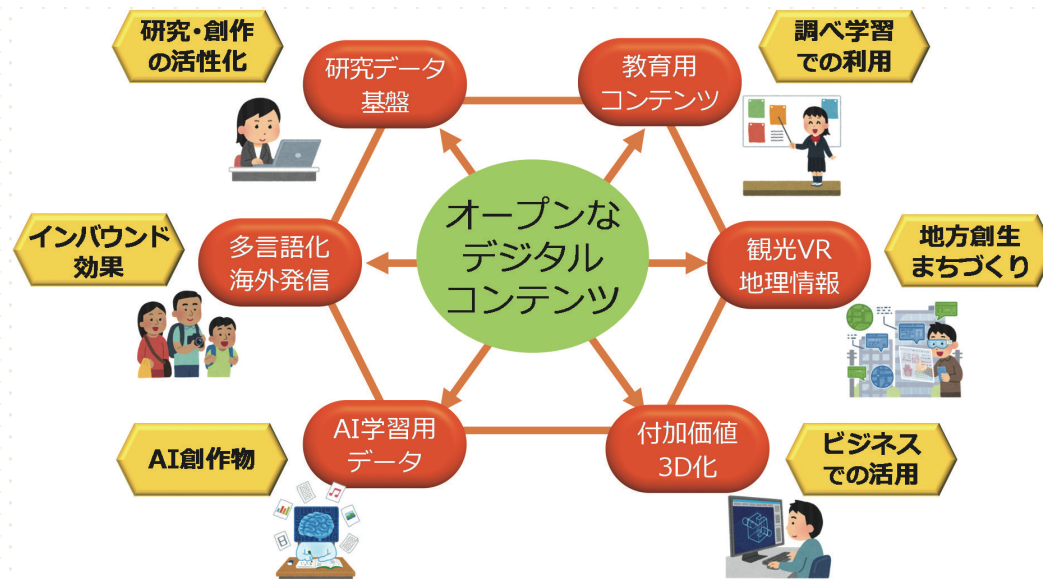 研究・創作
の活性化
研究データ
基盤
教育用
コンテンツ
調べ学習
での利用
インバウンド
効果
多言語化
海外発信
オープンな
デジタル
コンテンツ
観光VR
地理情報
地方創生
まちづくり
AI創作物
AI学習用
データ
付加価値
3D化
ビジネス
での活用